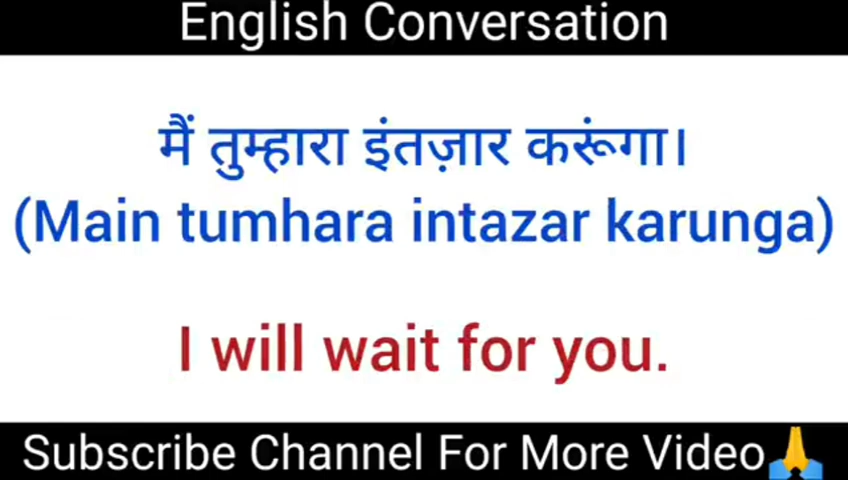 English Conversation
मैं तुम्हारा इंतज़ार करूंगा।
(Main tumhara intazar karunga)
I will wait for you.
Subscribe Channel For More Video🙏